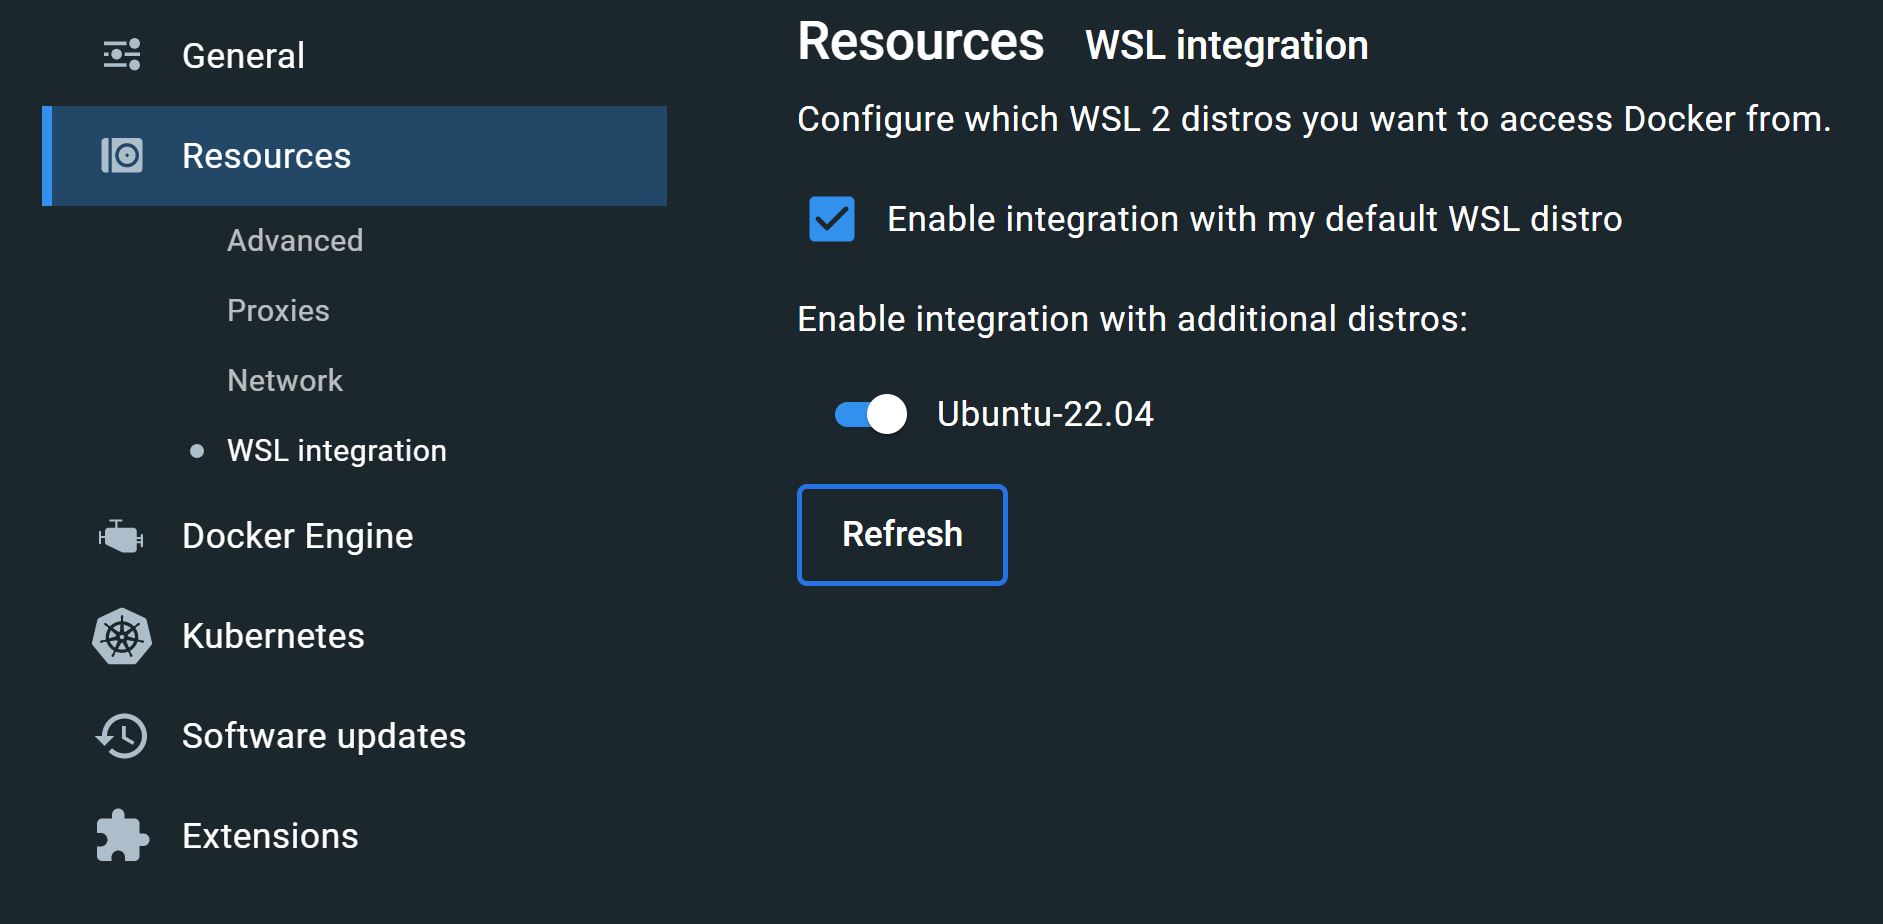 General
Resources
Advanced
Proxies
Network
WSL integration
Docker Engine
Kubernetes
Software updates
Extensions
Resources WSL integration
Configure which WSL 2 distros you want to access Docker from.
Enable integration with my default WSL distro
Enable integration with additional distros:
Ubuntu-22.04
Refresh